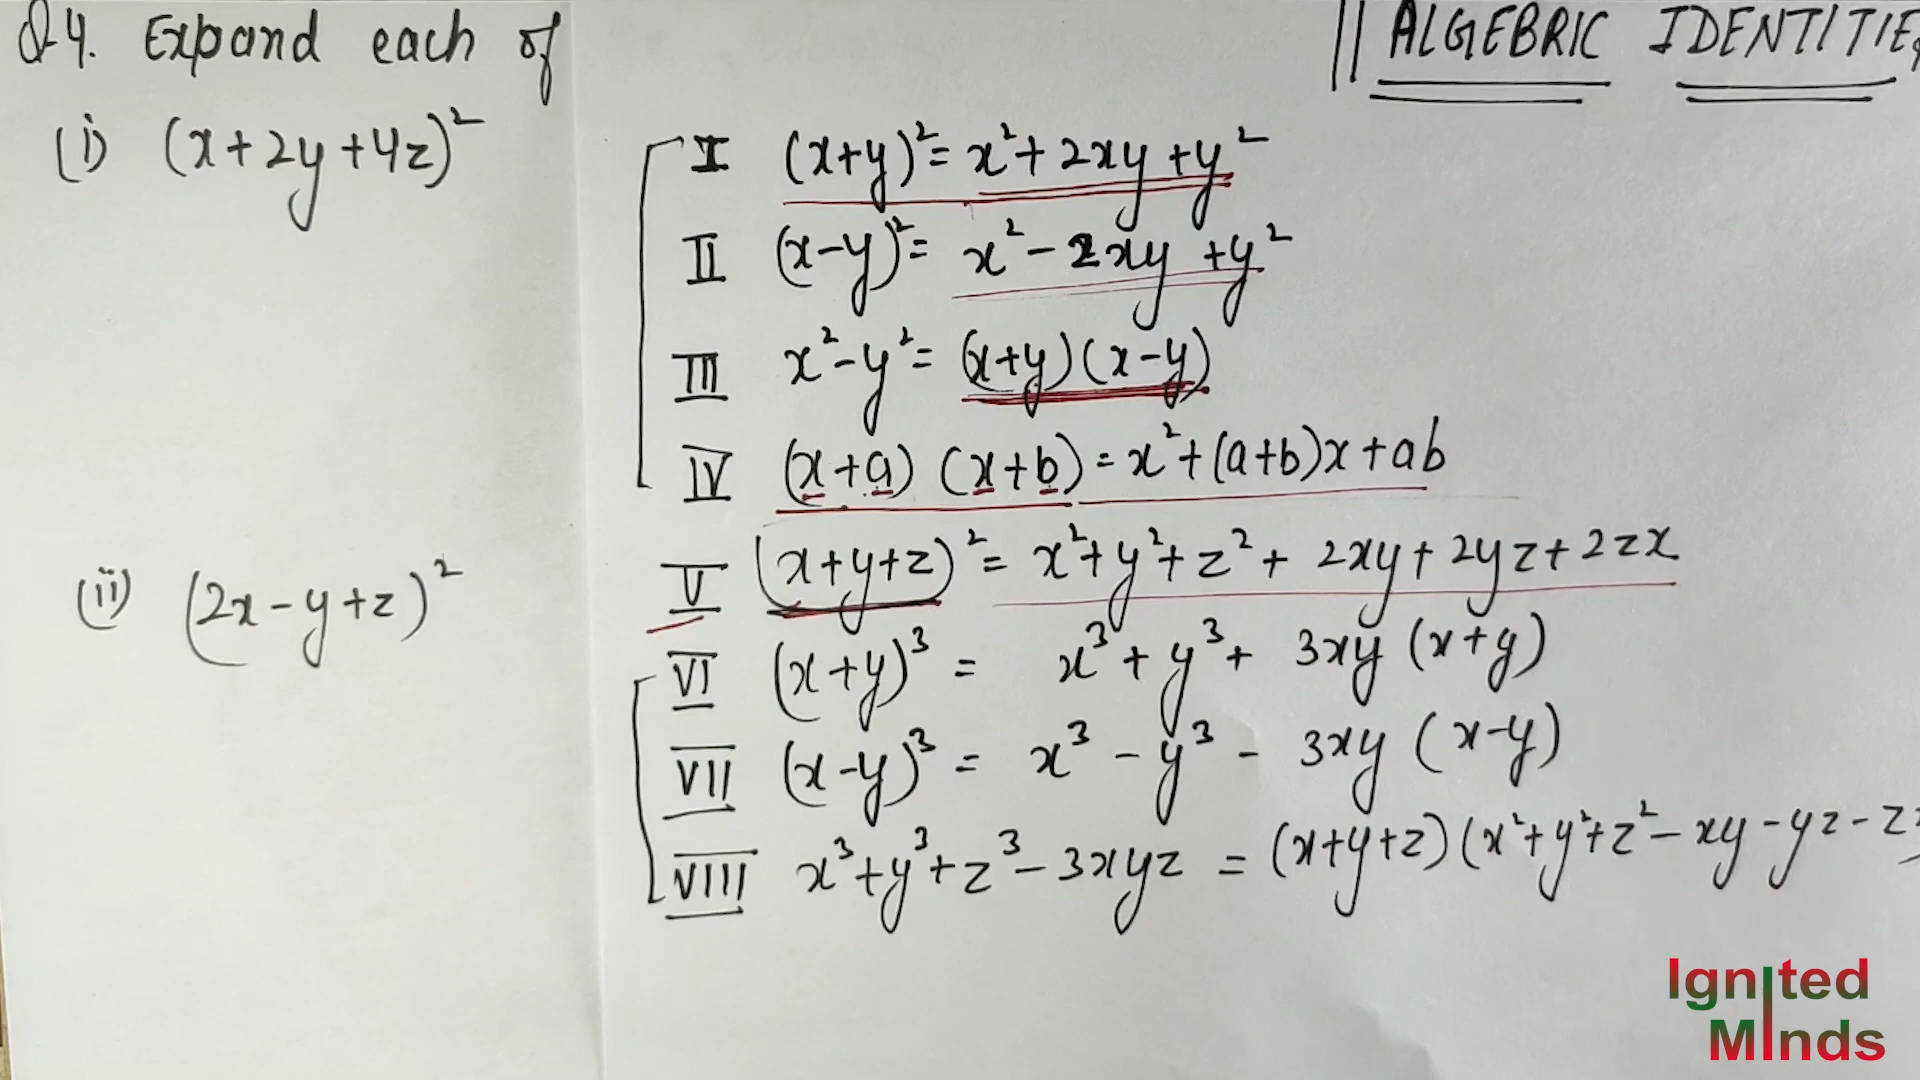 Q4. Expand each of
(i) (x+2y+4z)²
(ii) (2x-y+z)²
|| ALGEBRIC IDENTITIES
I (x+y)² = x²+2xy+y²
II (x-y)² = x²-2xy+y²
III x²-y² = (x+y)(x-y)
IV (x+a) (x+b) = x²+(a+b)x+ab
V (x+y+z)² = x²+y²+z²+2xy+2yz+2zx
VI (x+y)³ = x³+y³+3xy(x+y)
VII (x-y)³ = x³-y³-3xy(x-y)
VIII x³+y³+z³-3xyz = (x+y+z)(x²+y²+z²-xy-yz-z
Ignited
Minds